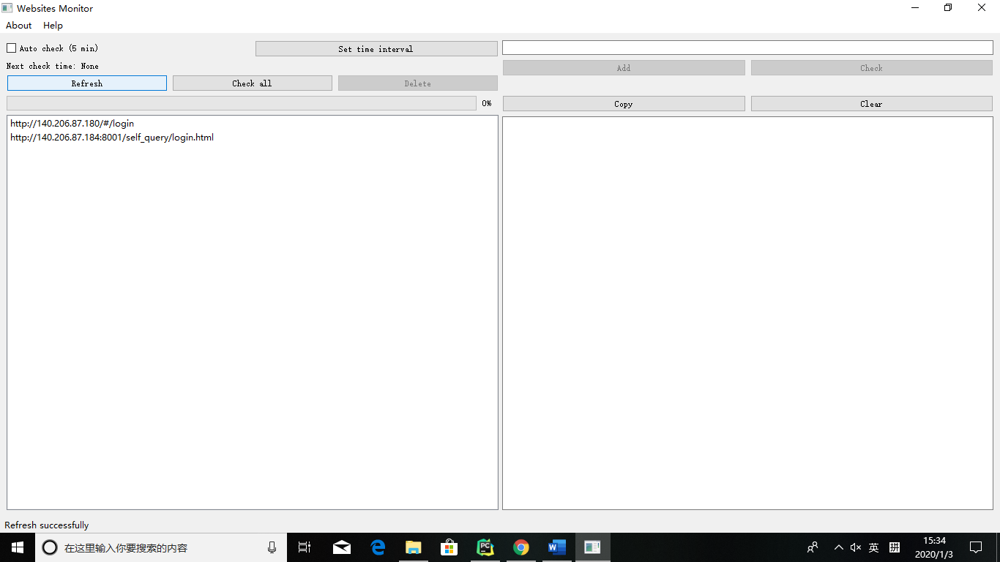 Websites Monitor
About Help
Auto check (5 min)
Set time interval
Next check time: None
Add
Check
Refresh
Check all
Delete
0%
Copy
Clear
http://140.206.87.180/#/login
http://140.206.87.184:8001/self_query/login.html
Refresh successfully
在这里输入你要搜索的内容
PC
W
英
拼
15:34
2020/1/3